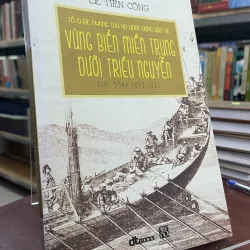 LÊ TIẾN CÔNG
TỔ CHỨC PHÒNG THỦ VÀ HOẠT ĐỘNG BẢO VỆ
VÙNG BIỂN MIỀN TRUNG
DƯỚI TRIỀU NGUYỄN
dtbooks